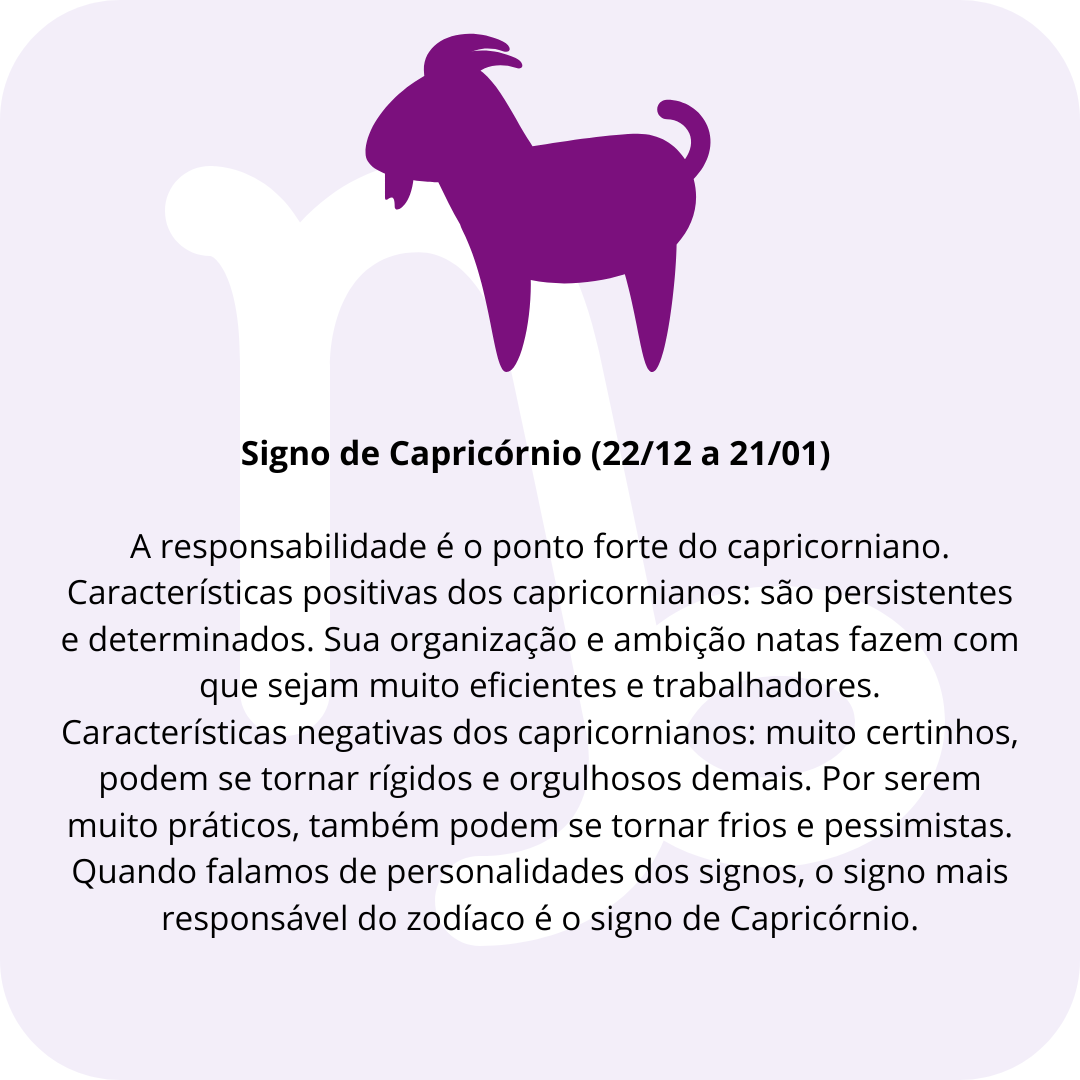 Signo de Capricórnio (22/12 a 21/01)
A responsabilidade é o ponto forte do capricorniano.
Características positivas dos capricornianos: são persistentes
e determinados. Sua organização e ambição natas fazem com
que sejam muito eficientes e trabalhadores.
Características negativas dos capricornianos: muito certinhos,
podem se tornar rígidos e orgulhosos demais. Por serem
muito práticos, também podem se tornar frios e pessimistas.
Quando falamos de personalidades dos signos, o signo mais
responsável do zodíaco é o signo de Capricórnio.